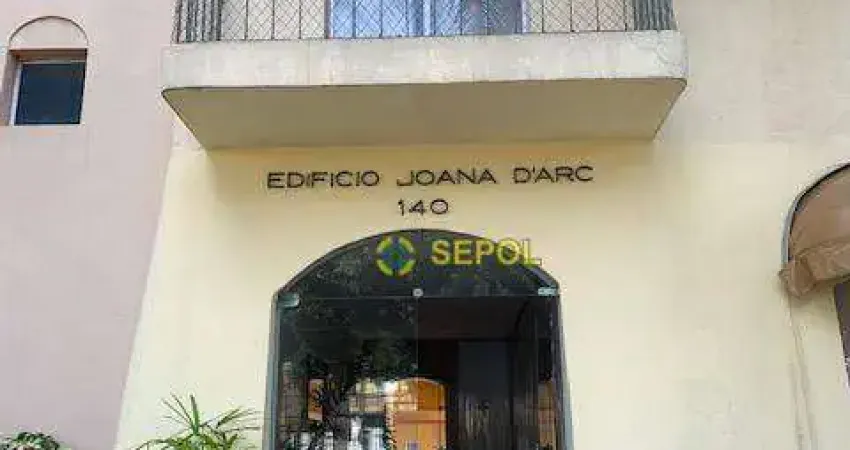 EDIFICIO JOANA D'ARC
140
SEPOL